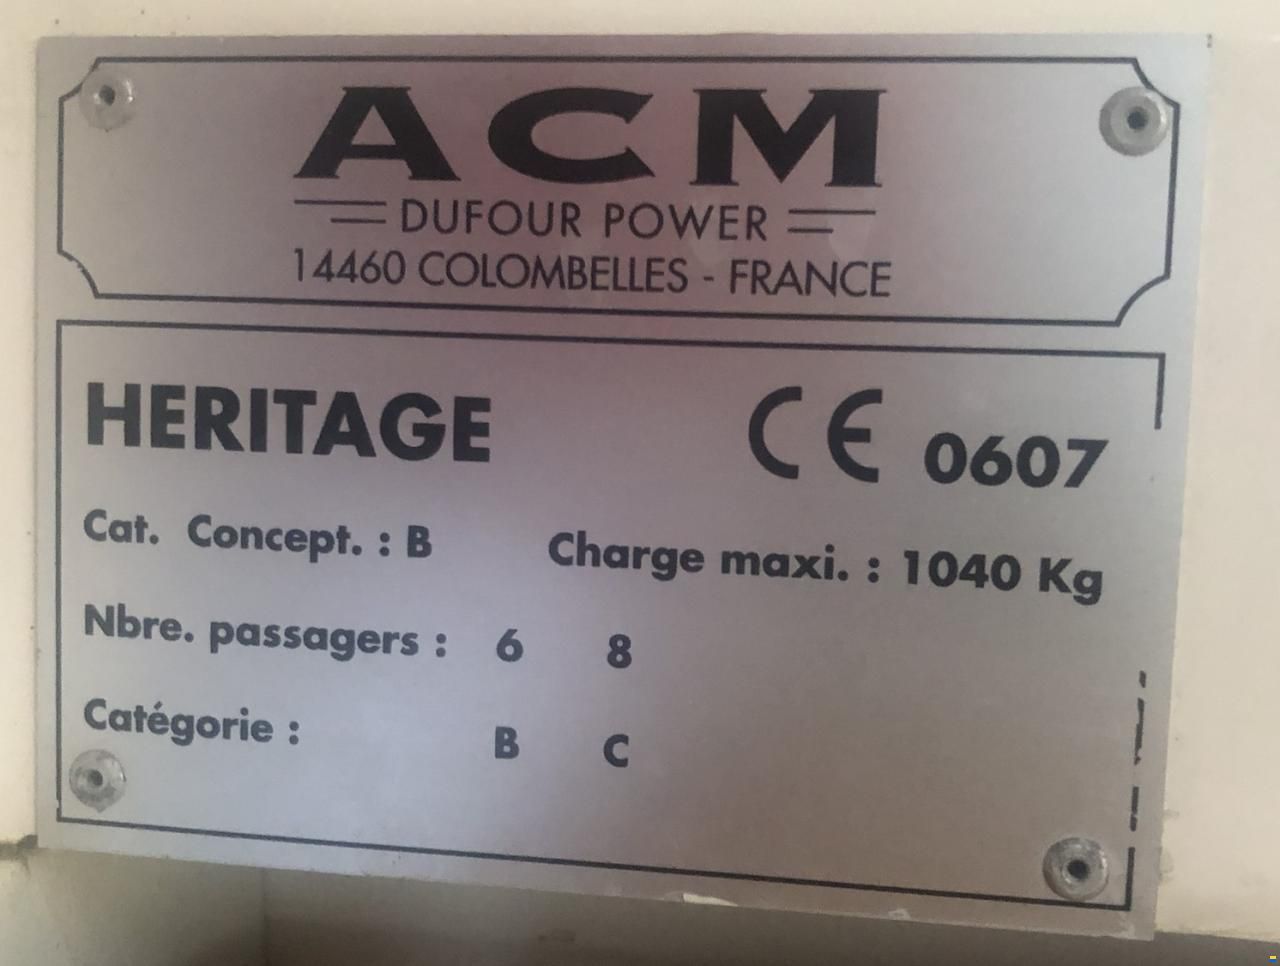 ACM
DUFOUR POWER
14460 COLOMBELLES - FRANCE
HERITAGE CE 0607
Cat. Concept. : B Charge maxi. : 1040 Kg
Nbre. passagers : 6 8
Catégorie : B C